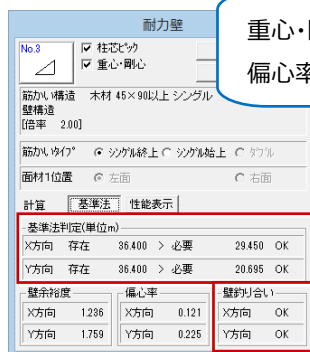 耐力壁
重心・
偏心率
No.3
柱芯ピック
重心・剛心
筋かい構造 木材 45×90以上 シングル
壁構造
[倍率 2.00]
筋かいタイプ シングル終上 シングル始上 ダブル
面材1位置 左面 右面
計算 基準法 性能表示
基準法判定(単位m)
X方向 存在 36.400 > 必要 29.450 OK
Y方向 存在 36.400 > 必要 20.695 OK
壁余裕度 偏心率 壁釣り合い
X方向 1.236 X方向 0.121 X方向 OK
Y方向 1.759 Y方向 0.225 Y方向 OK